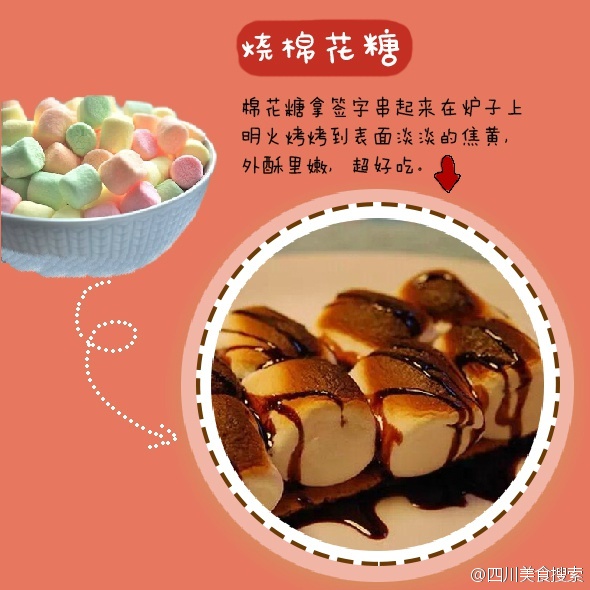 烧棉花糖
棉花糖拿签字串起来在炉子上
明火烤烤到表面淡淡的焦黄，
外酥里嫩，超好吃。
@四川美食搜索